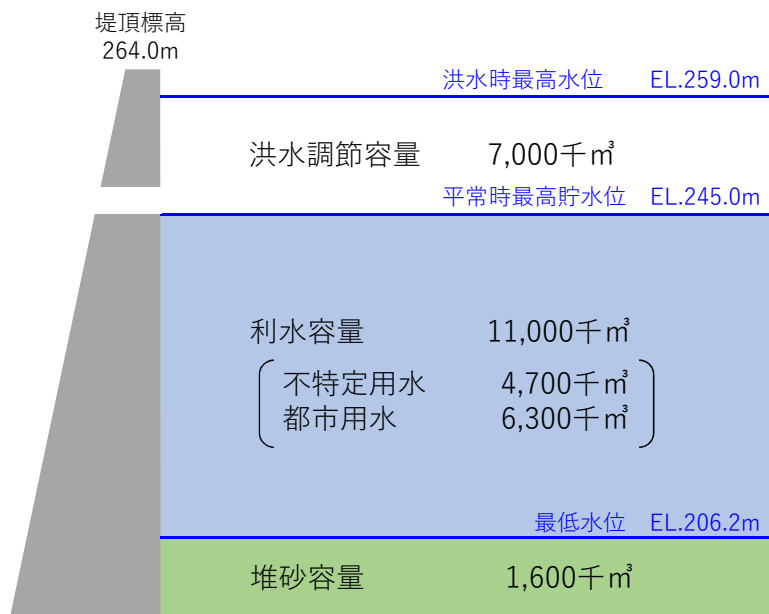 堤頂標高
264.0m
洪水時最高水位 EL.259.0m
洪水調節容量 7,000千㎥
平常時最高貯水位 EL.245.0m
利水容量 11,000千㎥
不特定用水 4,700千㎥
都市用水 6,300千㎥
最低水位 EL.206.2m
堆砂容量 1,600千㎥